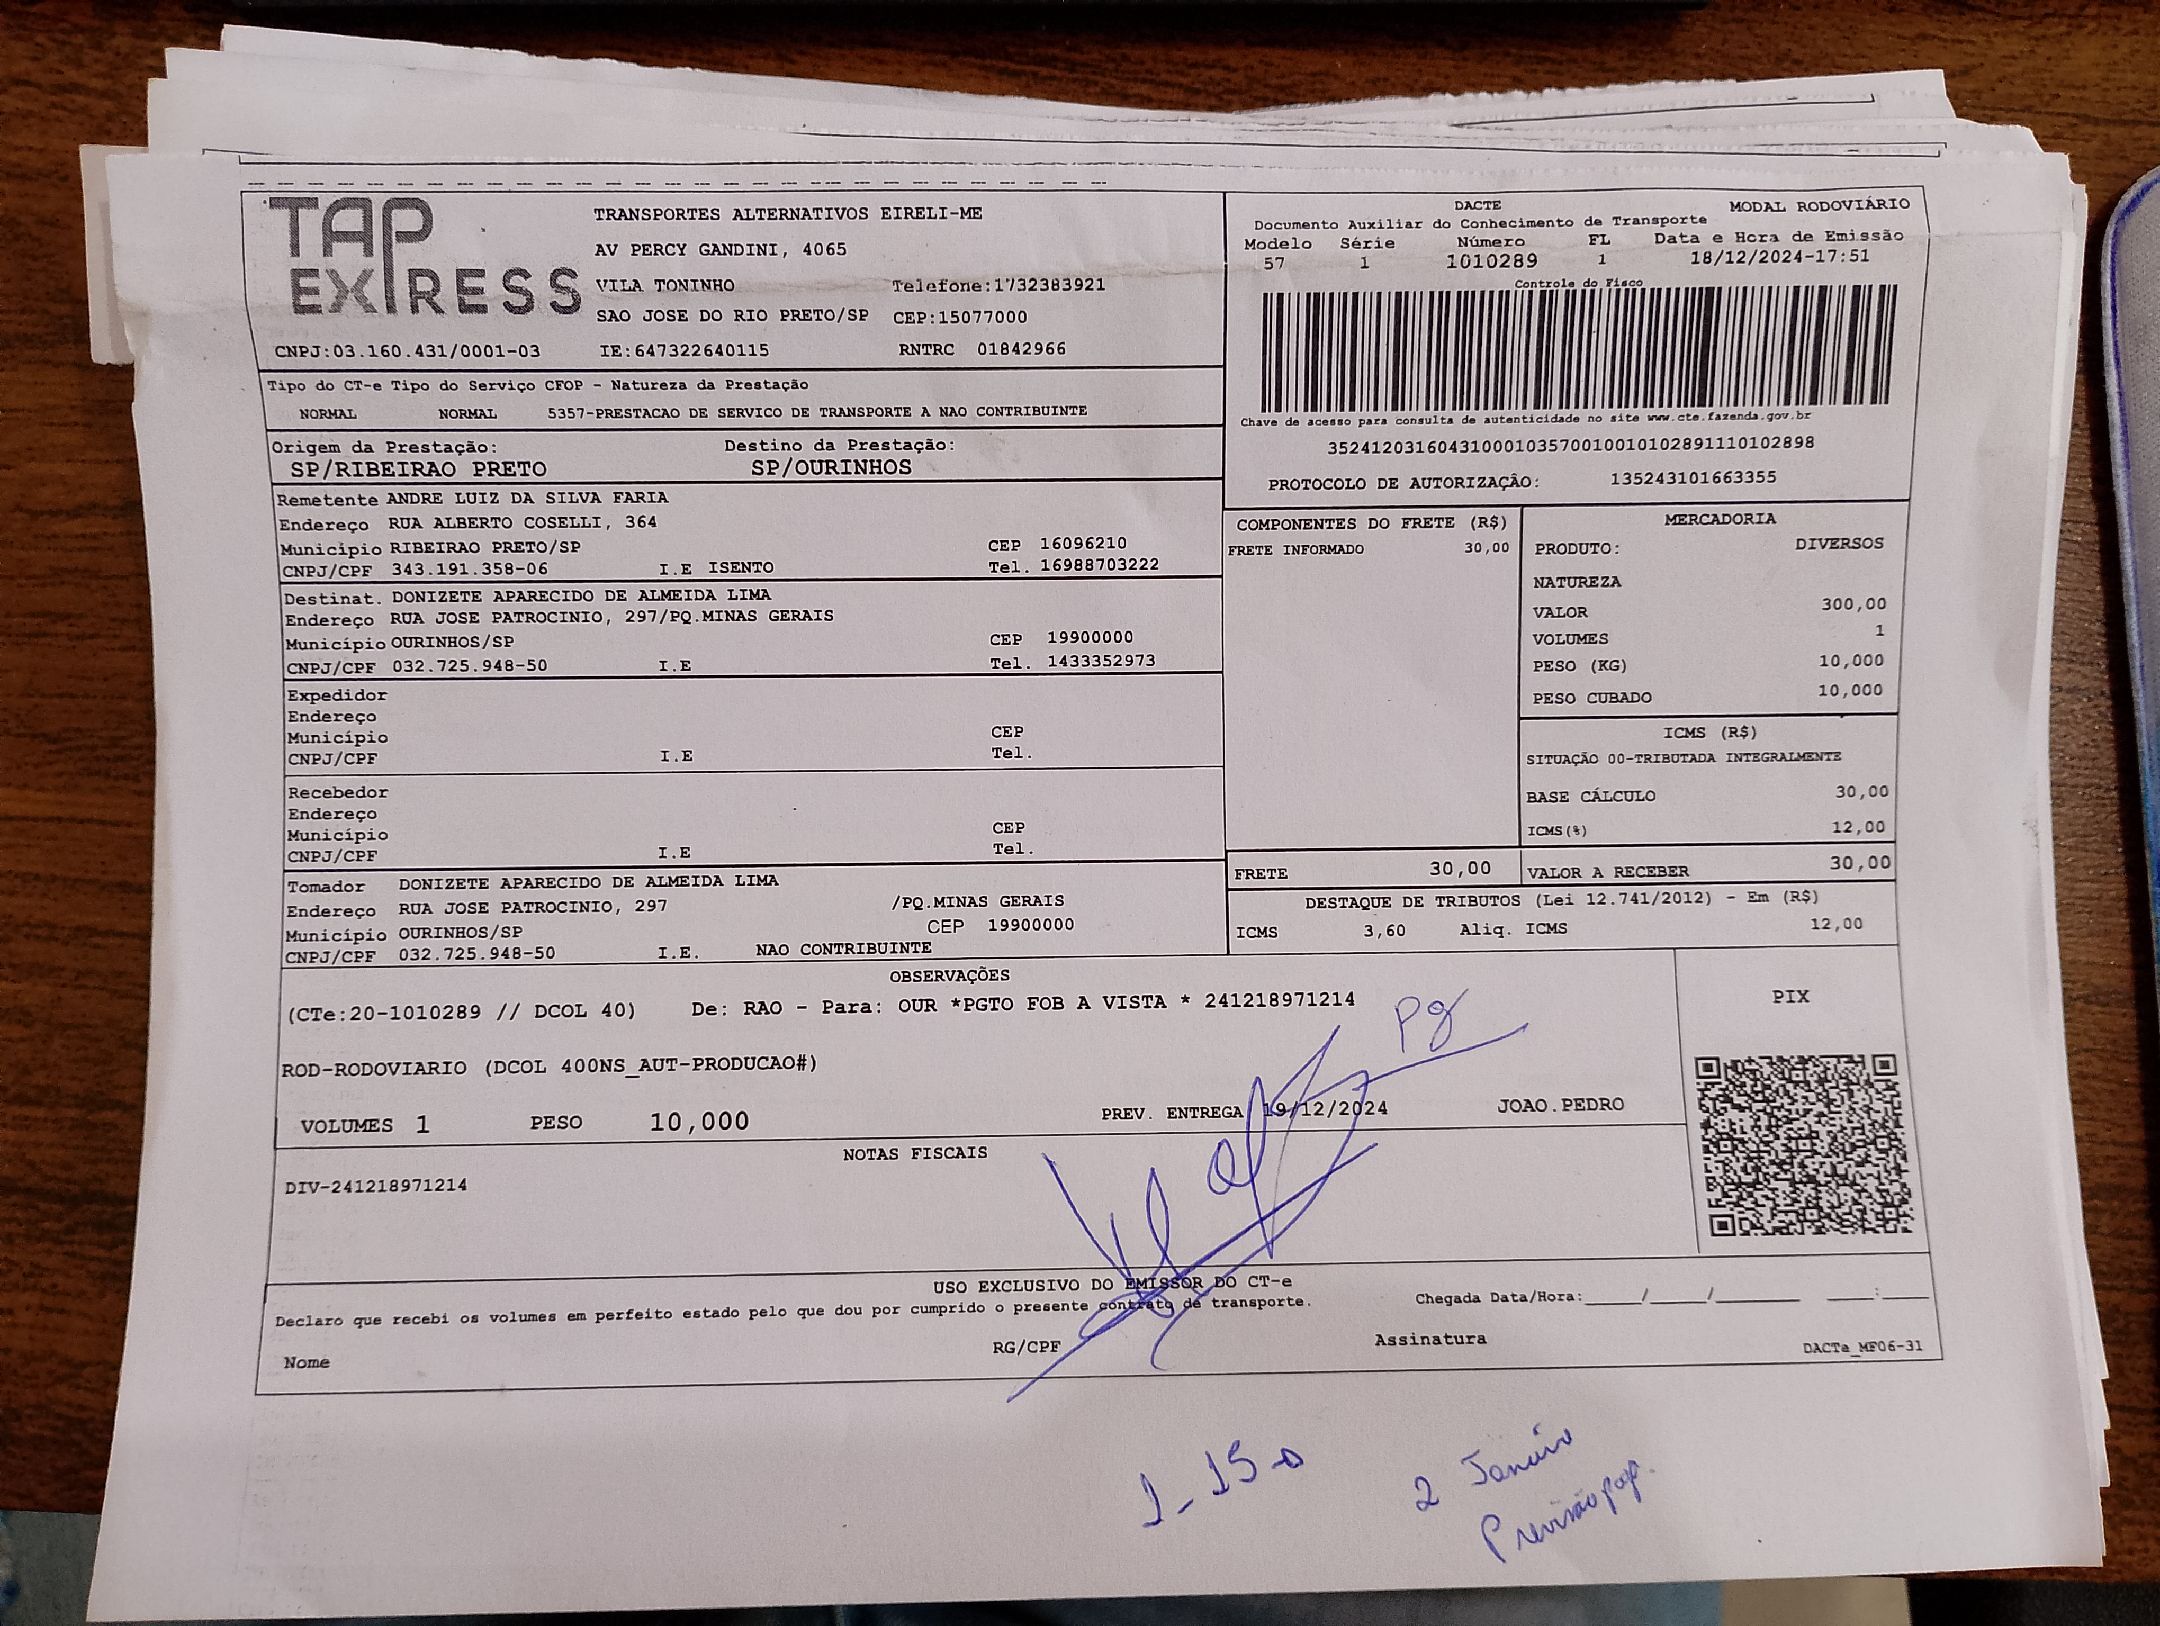 TAP EXPRESS
TRANSPORTES ALTERNATIVOS EIRELI-ME
AV PERCY GANDINI, 4065
VILA TONINHO Telefone:1732383921
SAO JOSE DO RIO PRETO/SP CEP:15077000
CNPJ:03.160.431/0001-03 IE:647322640115 RNTRC 01842966
DACTE MODAL RODOVIÁRIO
Documento Auxiliar do Conhecimento de Transporte
Modelo Série Número FL Data e Hora de Emissão
57 1 1010289 1 18/12/2024-17:51
Controle do Fisco
Chave de acesso para consulta de autenticidade no site www.cte.fazenda.gov.br
35241203160431000103570010010102891110102898
PROTOCOLO DE AUTORIZAÇÃO: 135243101663355
Tipo do CT-e Tipo do Serviço CFOP - Natureza da Prestação
NORMAL NORMAL 5357-PRESTACAO DE SERVICO DE TRANSPORTE A NAO CONTRIBUINTE
Origem da Prestação: Destino da Prestação:
SP/RIBEIRAO PRETO SP/OURINHOS
Remetente ANDRE LUIZ DA SILVA FARIA
Endereço RUA ALBERTO COSELLI, 364
Município RIBEIRAO PRETO/SP CEP 16096210
CNPJ/CPF 343.191.358-06 I.E ISENTO Tel. 16988703222
Destinat. DONIZETE APARECIDO DE ALMEIDA LIMA
Endereço RUA JOSE PATROCINIO, 297/PQ.MINAS GERAIS
Município OURINHOS/SP CEP 19900000
CNPJ/CPF 032.725.948-50 I.E Tel. 1433352973
Expedidor
Endereço
Município CEP
CNPJ/CPF I.E Tel.
Recebedor
Endereço
Município CEP
CNPJ/CPF I.E Tel.
Tomador DONIZETE APARECIDO DE ALMEIDA LIMA
Endereço RUA JOSE PATROCINIO, 297 /PQ.MINAS GERAIS
Município OURINHOS/SP CEP 19900000
CNPJ/CPF 032.725.948-50 I.E. NAO CONTRIBUINTE
COMPONENTES DO FRETE (R$)
FRETE INFORMADO 30,00
MERCADORIA
PRODUTO: DIVERSOS
NATUREZA
VALOR 300,00
VOLUMES 1
PESO (KG) 10,000
PESO CUBADO 10,000
ICMS (R$)
SITUAÇÃO 00-TRIBUTADA INTEGRALMENTE
BASE CÁLCULO 30,00
ICMS(%) 12,00
FRETE 30,00 VALOR A RECEBER 30,00
DESTAQUE DE TRIBUTOS (Lei 12.741/2012) - Em (R$)
ICMS 3,60 Aliq. ICMS 12,00
OBSERVAÇÕES
(CTe:20-1010289 // DCOL 40) De: RAO - Para: OUR *PGTO FOB A VISTA * 241218971214
Pg
ROD-RODOVIARIO (DCOL 400NS_AUT-PRODUCAO#)
VOLUMES 1 PESO 10,000 PREV. ENTREGA 19/12/2024 JOAO.PEDRO
PIX
NOTAS FISCAIS
DIV-241218971214
USO EXCLUSIVO DO EMISSOR DO CT-e
Declaro que recebi os volumes em perfeito estado pelo que dou por cumprido o presente contrato de transporte. Chegada Data/Hora:____/____/______ ___:____
Nome RG/CPF Assinatura DACTe_MF06-31
2 Janeiro
Previsão pag.